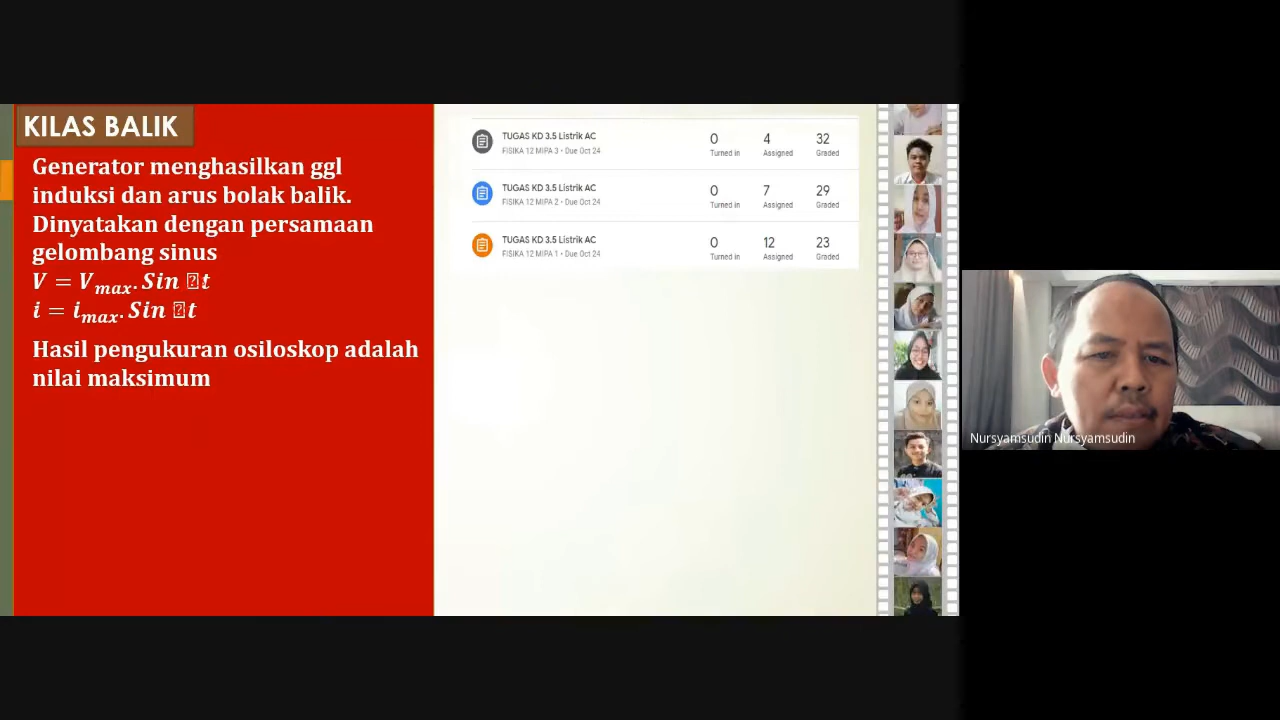 KILAS BALIK
Generator menghasilkan ggl
induksi dan arus bolak balik.
Dinyatakan dengan persamaan
gelombang sinus
V = Vmax. Sin ⍰t
i = imax. Sin ⍰t
Hasil pengukuran osiloskop adalah
nilai maksimum
TUGAS KD 3.5 Listrik AC
FISIKA 12 MIPA 3 • Due Oct 24
0 4 32
Turned in Assigned Graded
TUGAS KD 3.5 Listrik AC
FISIKA 12 MIPA 2 • Due Oct 24
0 7 29
Turned in Assigned Graded
TUGAS KD 3.5 Listrik AC
FISIKA 12 MIPA 1 • Due Oct 24
0 12 23
Turned in Assigned Graded
Nursyamsudin Nursyamsudin